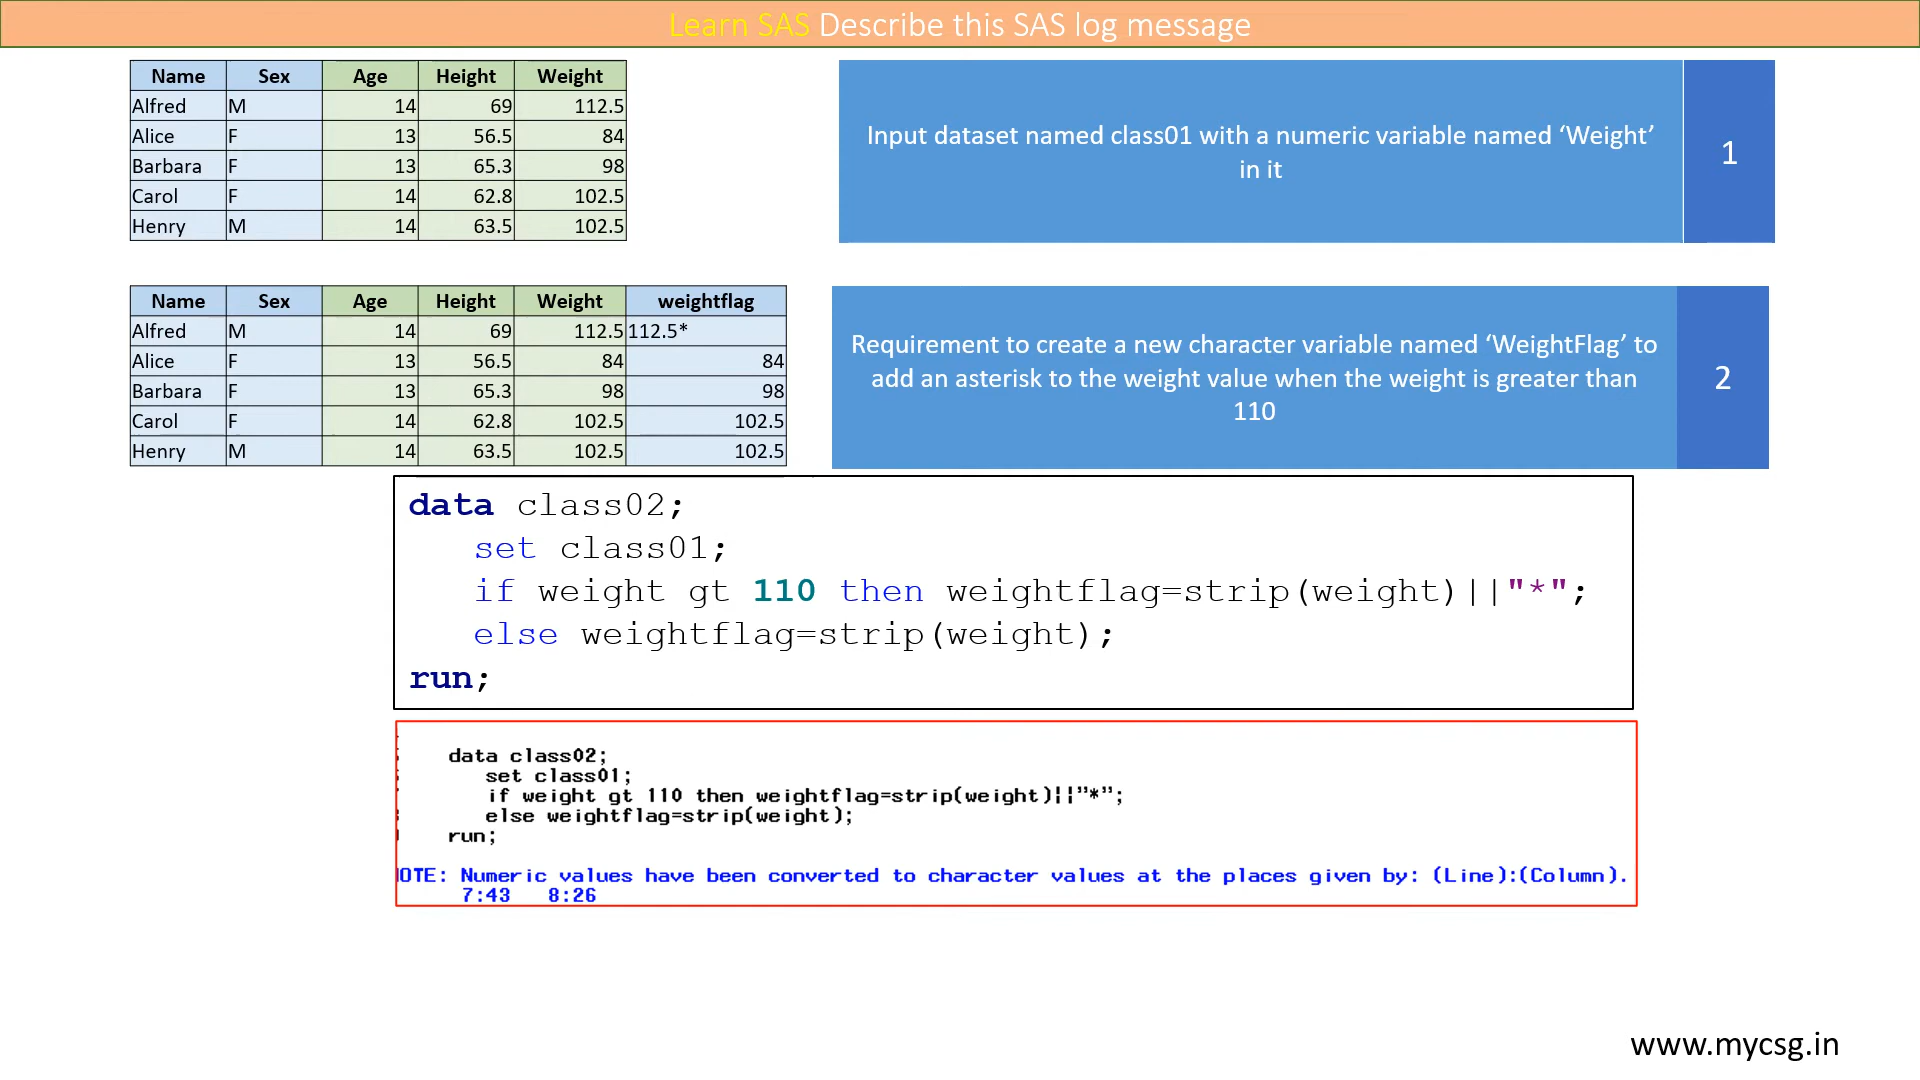 Learn SAS Describe this SAS log message
Name Sex Age Height Weight
Alfred M 14 69 112.5
Alice F 13 56.5 84
Barbara F 13 65.3 98
Carol F 14 62.8 102.5
Henry M 14 63.5 102.5
Input dataset named class01 with a numeric variable named ‘Weight’
in it
1
Name Sex Age Height Weight weightflag
Alfred M 14 69 112.5 112.5*
Alice F 13 56.5 84 84
Barbara F 13 65.3 98 98
Carol F 14 62.8 102.5 102.5
Henry M 14 63.5 102.5 102.5
Requirement to create a new character variable named ‘WeightFlag’ to
add an asterisk to the weight value when the weight is greater than
110
2
data class02;
set class01;
if weight gt 110 then weightflag=strip(weight)||"*";
else weightflag=strip(weight);
run;
data class02;
set class01;
if weight gt 110 then weightflag=strip(weight)||"*";
else weightflag=strip(weight);
run;
OTE: Numeric values have been converted to character values at the places given by: (Line):(Column).
7:43 8:26
www.mycsg.in